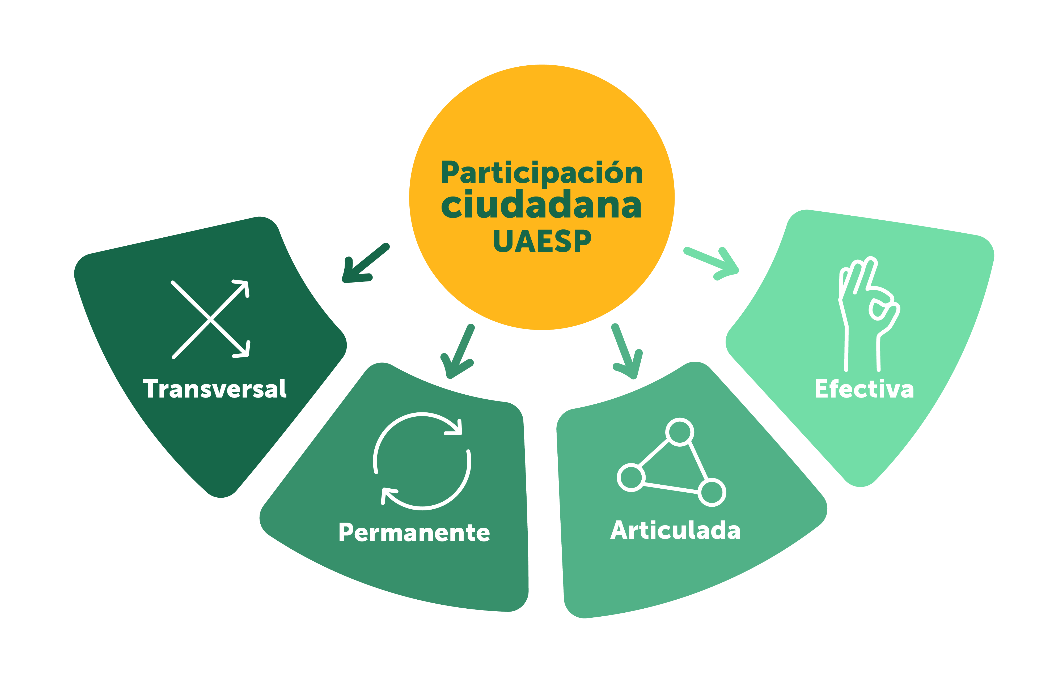 Participación
ciudadana
UAESP
Transversal
Permanente
Articulada
Efectiva